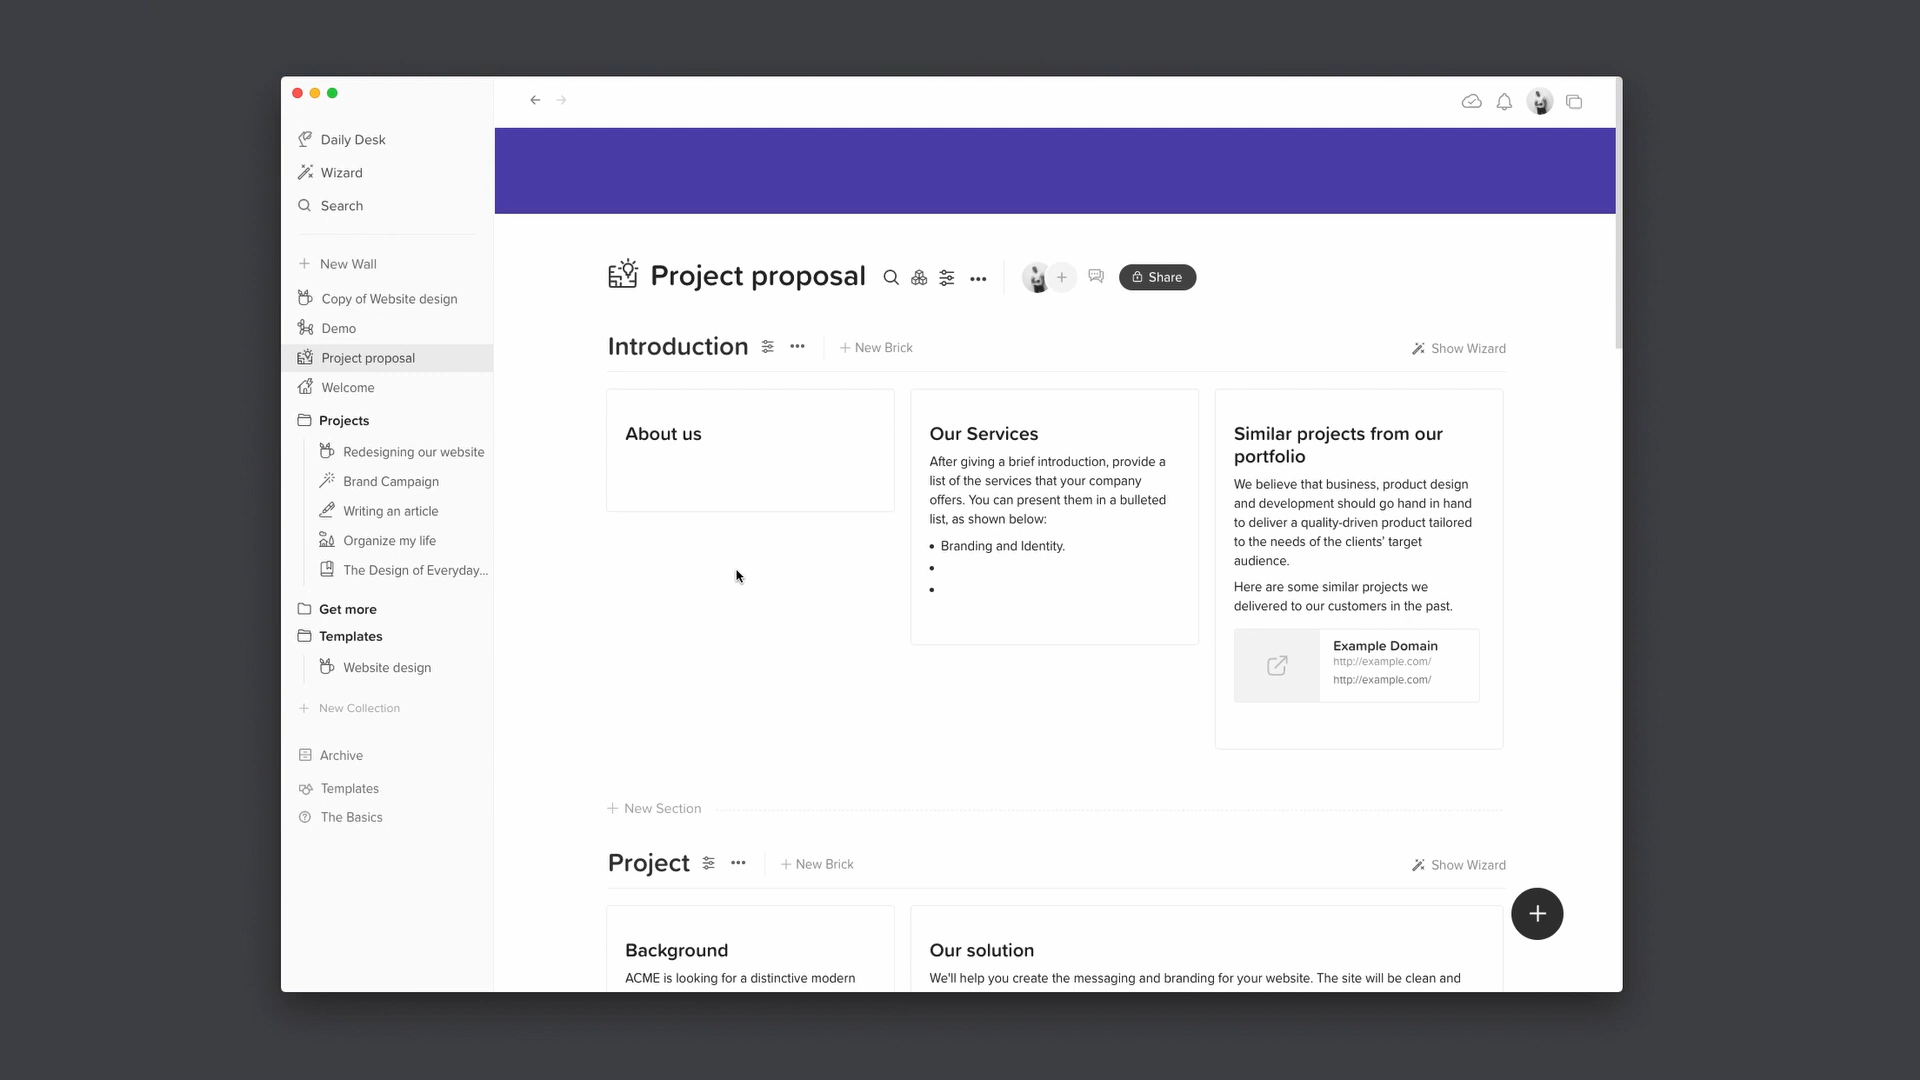 Daily Desk
Wizard
Search
New Wall
Copy of Website design
Demo
Project proposal
Welcome
Projects
Redesigning our website
Brand Campaign
Writing an article
Organize my life
The Design of Everyday...
Get more
Templates
Website design
New Collection
Archive
Templates
The Basics
Project proposal
Share
Introduction
New Brick
Show Wizard
About us
Our Services
After giving a brief introduction, provide a
list of the services that your company
offers. You can present them in a bulleted
list, as shown below:
• Branding and Identity.
•
•
Similar projects from our
portfolio
We believe that business, product design
and development should go hand in hand
to deliver a quality-driven product tailored
to the needs of the clients’ target
audience.
Here are some similar projects we
delivered to our customers in the past.
Example Domain
http://example.com/
http://example.com/
New Section
Project
New Brick
Show Wizard
Background
ACME is looking for a distinctive modern
Our solution
We'll help you create the messaging and branding for your website. The site will be clean and